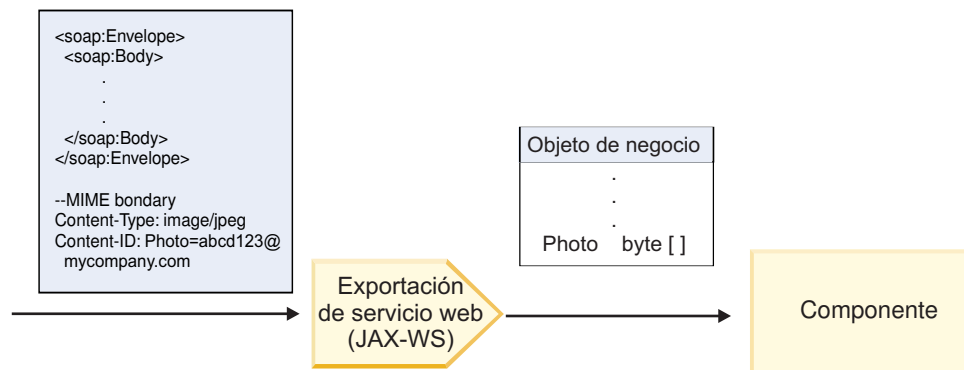 <soap:Envelope>
<soap:Body>
.
.
.
</soap:Body>
</soap:Envelope>
--MIME bondary
Content-Type: image/jpeg
Content-ID: Photo=abcd123@
mycompany.com
Exportación
de servicio web
(JAX-WS)
Objeto de negocio
.
.
.
Photo byte [ ]
Componente